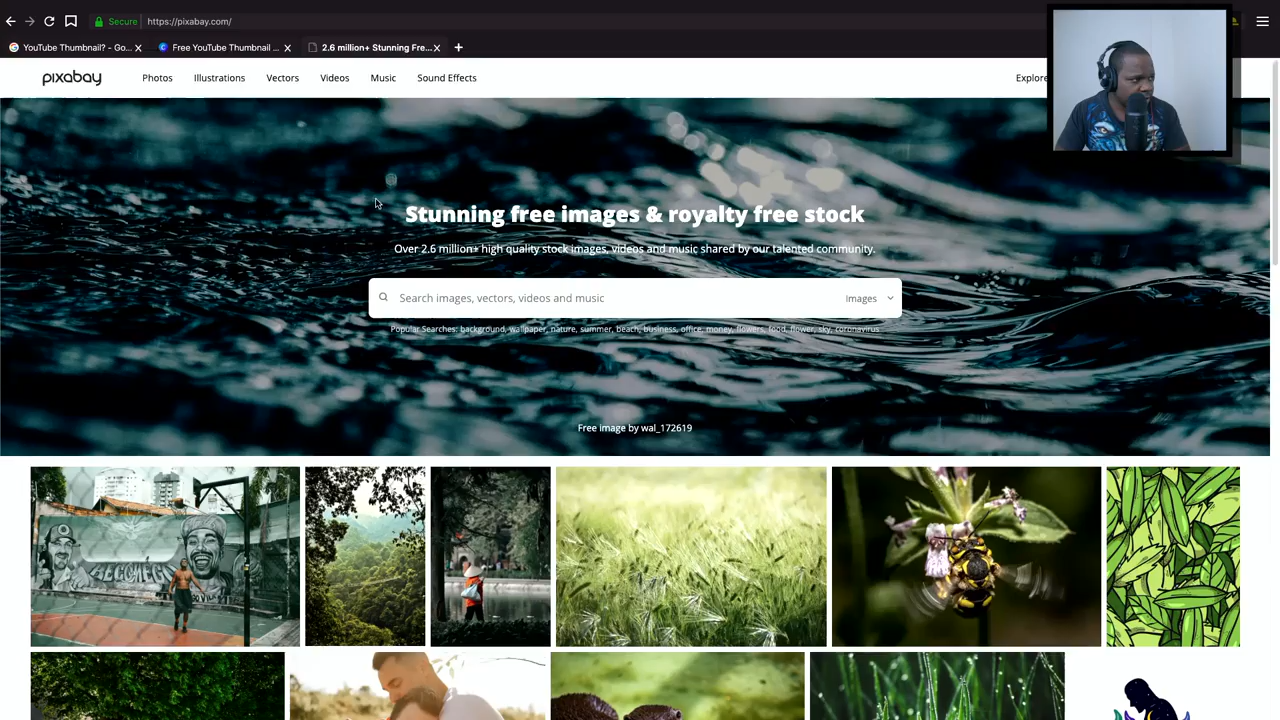 Secure https://pixabay.com/
YouTube Thumbnail? - Go...
Free YouTube Thumbnail ...
2.6 million+ Stunning Fre...
pixabay Photos Illustrations Vectors Videos Music Sound Effects Explore
Stunning free images & royalty free stock
Over 2.6 million+ high quality stock images, videos and music shared by our talented community.
Search images, vectors, videos and music Images
Popular Searches: background, wallpaper, nature, summer, beach, business, office, money, flowers, food, flower, sky, coronavirus
Free image by wal_172619